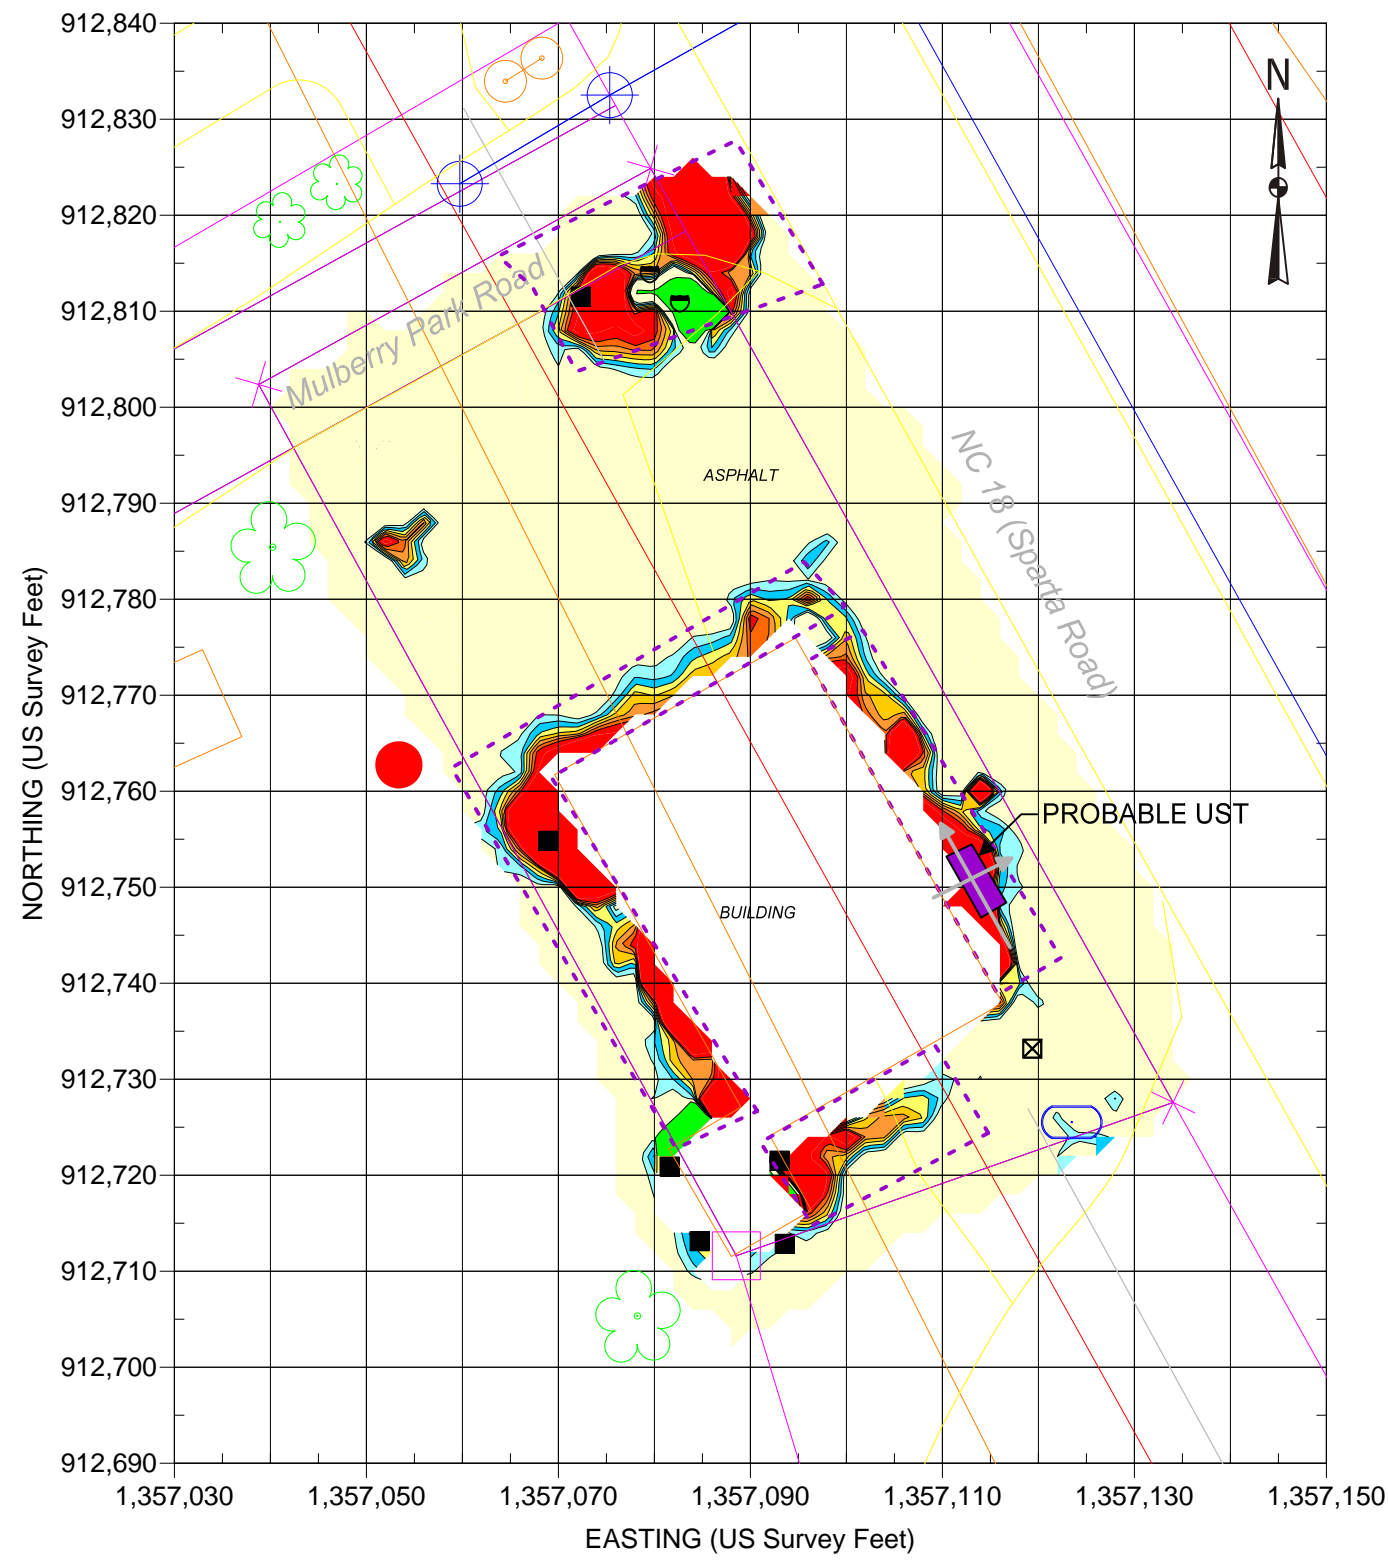 912,840
912,830
912,820
912,810
912,800
912,790
912,780
912,770
912,760
912,750
912,740
912,730
912,720
912,710
912,700
912,690
NORTHING (US Survey Feet)
N
Mulberry Park Road
ASPHALT
NC 18 (Sparta Road)
PROBABLE UST
BUILDING
1,357,030
1,357,050
1,357,070
1,357,090
1,357,110
1,357,130
1,357,150
EASTING (US Survey Feet)